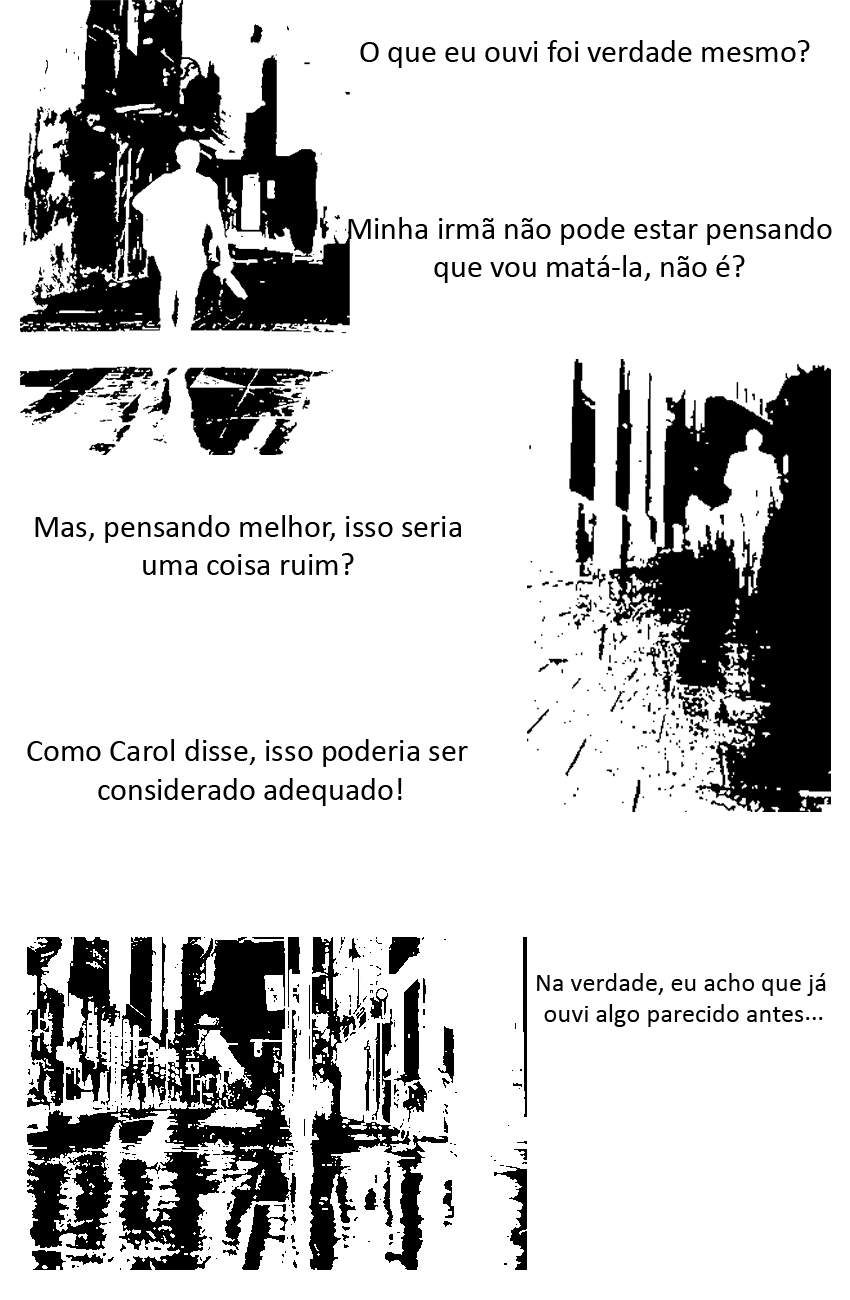 O que eu ouvi foi verdade mesmo?
Minha irmã não pode estar pensando
que vou matá-la, não é?
Mas, pensando melhor, isso seria
uma coisa ruim?
Como Carol disse, isso poderia ser
considerado adequado!
Na verdade, eu acho que já
ouvi algo parecido antes...